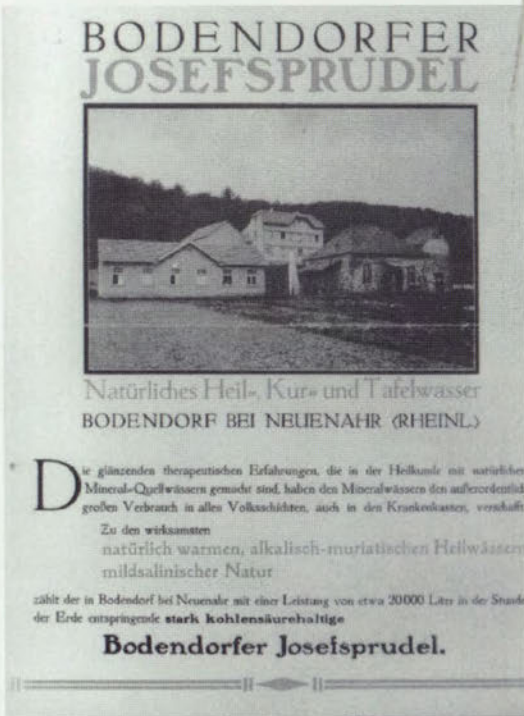 BODENDORFER
JOSEFSPRUDEL
Natürliches Heil-, Kur- und Tafelwasser
BODENDORF BEI NEUENAHR (RHEINL.)
Die glänzenden therapeutischen Erfahrungen, die in der Heilkunde mit natürlichen
Mineral-Quellwässern gemacht sind, haben den Mineralwässern den außerordentlich
großen Verbrauch in allen Volksschichten, auch in den Krankenkassen, verschafft
Zu den wirksamsten
natürlich warmen, alkalisch-muriatischen Heilwässern
mildsalinischer Natur
zählt der in Bodendorf bei Neuenahr mit einer Leistung von etwa 20000 Liter in der Stunde
der Erde entspringende stark kohlensäurehaltige
Bodendorfer Josefsprudel.